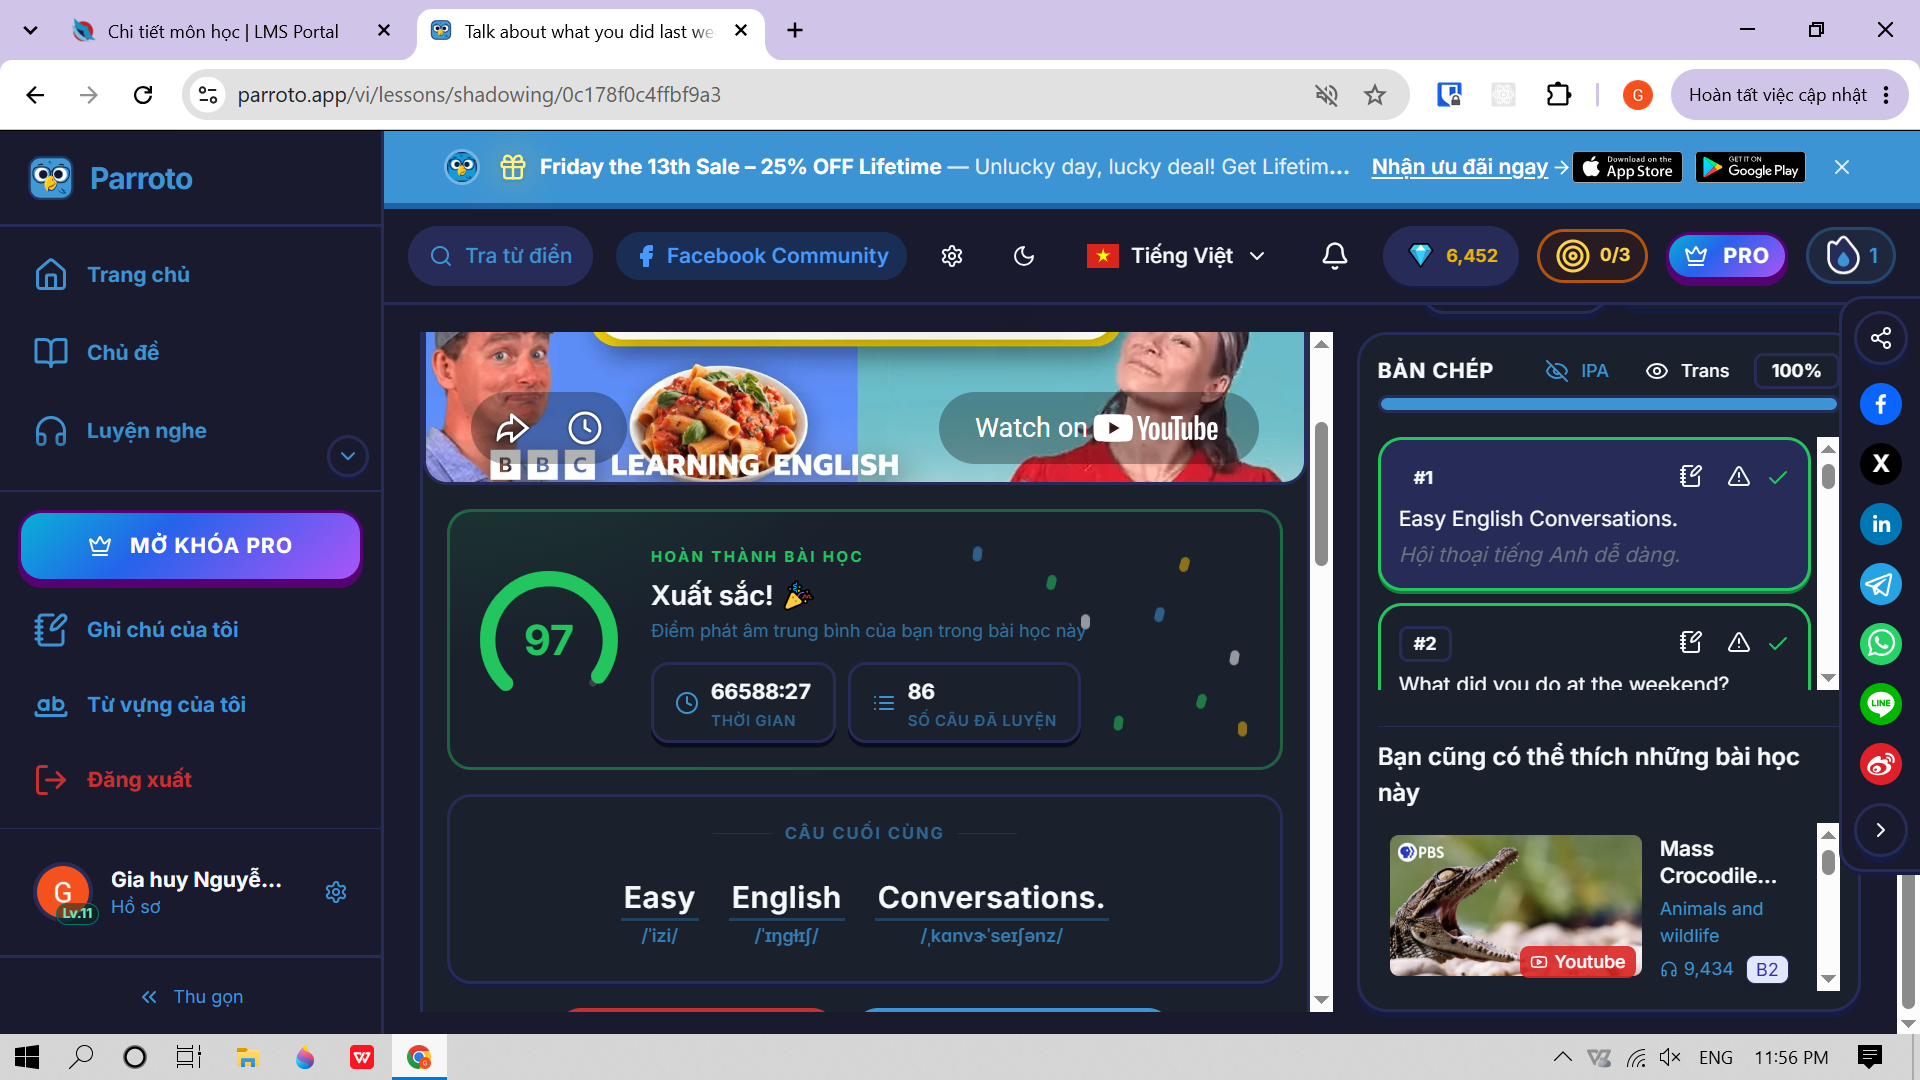 Chi tiết môn học | LMS Portal
Talk about what you did last we
parroto.app/vi/lessons/shadowing/0c178f0c4ffbf9a3
G
Hoàn tất việc cập nhật
Parroto
Friday the 13th Sale – 25% OFF Lifetime — Unlucky day, lucky deal! Get Lifetim...
Nhận ưu đãi ngay
Download on the
App Store
GET IT ON
Google Play
Tra từ điển
Facebook Community
Tiếng Việt
6,452
0/3
PRO
1
Trang chủ
Chủ đề
Luyện nghe
MỞ KHÓA PRO
Ghi chú của tôi
Từ vựng của tôi
Đăng xuất
G
Lv.11
Gia huy Nguyễ...
Hồ sơ
Thu gọn
Watch on YouTube
BBC LEARNING ENGLISH
HOÀN THÀNH BÀI HỌC
Xuất sắc!
Điểm phát âm trung bình của bạn trong bài học này
97
66588:27
THỜI GIAN
86
SỐ CÂU ĐÃ LUYỆN
CÂU CUỐI CÙNG
Easy English Conversations.
/ˈizi/ /ˈɪŋɡlɪʃ/ /ˌkɑnvɝˈseɪʃənz/
BẢN CHÉP
IPA
Trans
100%
#1
Easy English Conversations.
Hội thoại tiếng Anh dễ dàng.
#2
What did you do at the weekend?
Bạn cũng có thể thích những bài học
này
PBS
Youtube
Mass
Crocodile...
Animals and
wildlife
9,434
B2
LINE
ENG
11:56 PM